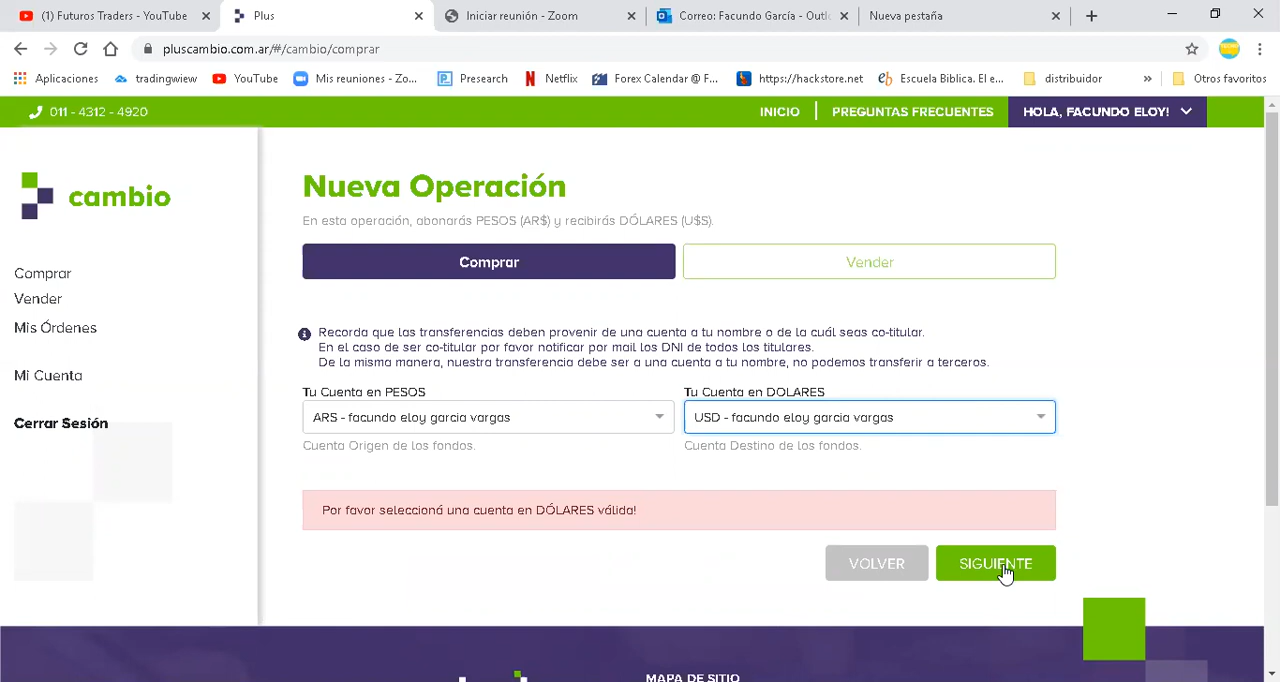 (1) Futuros Traders - YouTube
Plus
Iniciar reunión - Zoom
Correo: Facundo García - Outl
Nueva pestaña
pluscambio.com.ar/#/cambio/comprar
Aplicaciones
tradingwiew
YouTube
Mis reuniones - Zo...
Presearch
Netflix
Forex Calendar @ F...
https://hackstore.net
Escuela Biblica. El e...
distribuidor
»
Otros favoritos
011 - 4312 - 4920
INICIO
PREGUNTAS FRECUENTES
HOLA, FACUNDO ELOY!
cambio
Comprar
Vender
Mis Órdenes
Mi Cuenta
Cerrar Sesión
Nueva Operación
En esta operación, abonarás PESOS (AR$) y recibirás DÓLARES (U$S).
Comprar
Vender
Recorda que las transferencias deben provenir de una cuenta a tu nombre o de la cuál seas co-titular.
En el caso de ser co-titular por favor notificar por mail los DNI de todos los titulares.
De la misma manera, nuestra transferencia debe ser a una cuenta a tu nombre, no podemos transferir a terceros.
Tu Cuenta en PESOS
ARS - facundo eloy garcia vargas
Cuenta Origen de los fondos.
Tu Cuenta en DOLARES
USD - facundo eloy garcia vargas
Cuenta Destino de los fondos.
Por favor seleccioná una cuenta en DÓLARES válida!
VOLVER
SIGUIENTE
MAPA DE SITIO